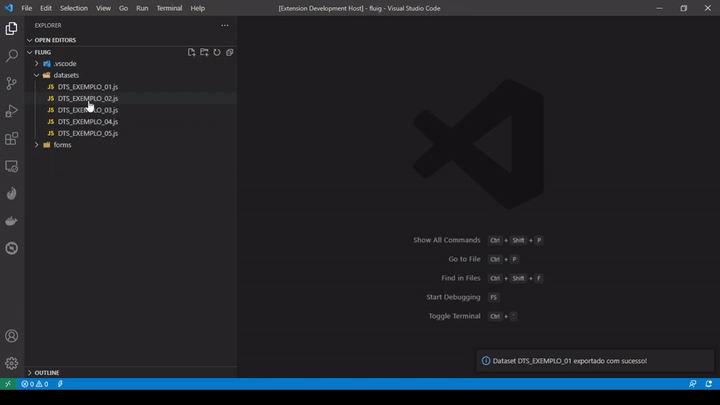 File Edit Selection View Go Run Terminal Help
[Extension Development Host] - fluig - Visual Studio Code
EXPLORER
OPEN EDITORS
FLUIG
.vscode
datasets
JS DTS_EXEMPLO_01.js
JS DTS_EXEMPLO_02.js
JS DTS_EXEMPLO_03.js
JS DTS_EXEMPLO_04.js
JS DTS_EXEMPLO_05.js
forms
Show All Commands Ctrl + Shift + P
Go to File Ctrl + P
Find in Files Ctrl + Shift + F
Start Debugging F5
Toggle Terminal Ctrl + `
Dataset DTS_EXEMPLO_01 exportado com sucesso!
OUTLINE
0 0